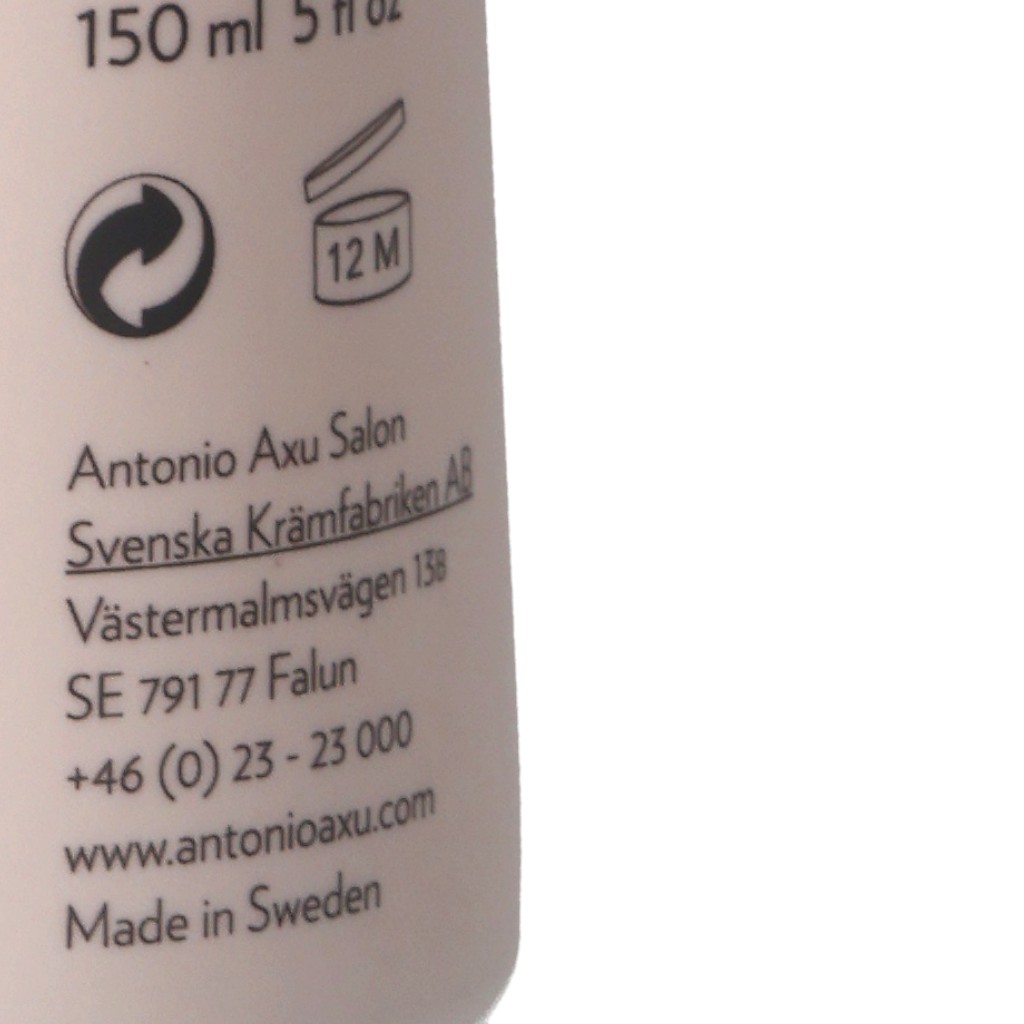 150 ml 5 fl oz
12 M
Antonio Axu Salon
Svenska Krämfabriken AB
Västermalmsvägen 138
SE 791 77 Falun
+46 (0) 23 - 23 000
www.antonioaxu.com
Made in Sweden